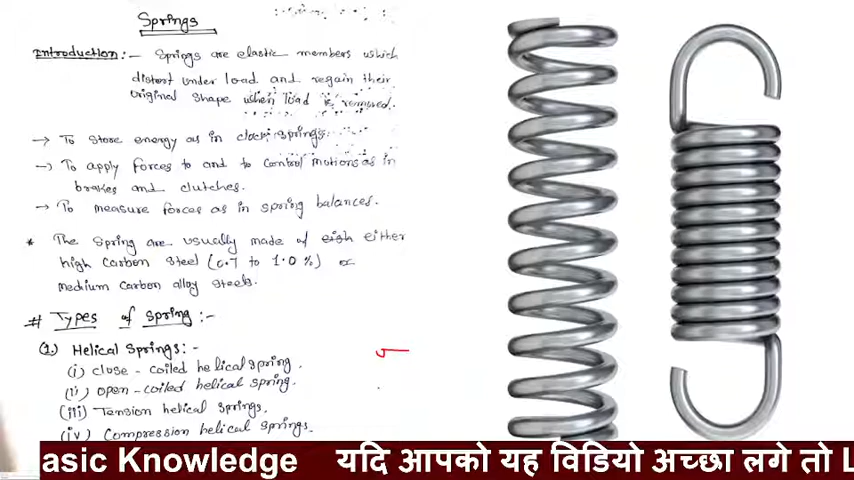 Springs
Introduction:- Springs are elastic members which
distort under load and regain their
original shape when load is removed.
→ To store energy as in clock springs.
→ To apply forces to and to control motions as in
brakes and clutches.
→ To measure forces as in spring balances.
* The Spring are usually made of either
high Carbon Steel (0.7 to 1.0%) or
medium Carbon alloy steels.
# Types of spring :-
(1.) Helical Springs:-
(i) close - coiled helical spring.
(ii) open - coiled helical spring.
(iii) Tension helical springs.
(iv) Compression helical springs.
asic Knowledge यदि आपको यह विडियो अच्छा लगे तो L